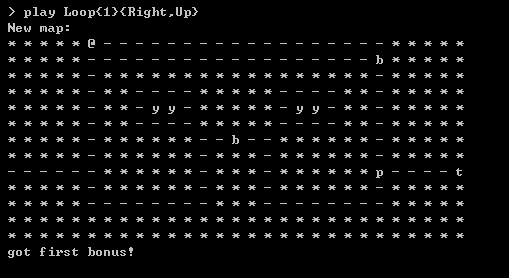 > play Loop{1}{Right,Up}
New map:
* * * * * @ - - - - - - - - - - - - - - - - - - * * * * *
* * * * * - - - - - - - - - - - - - - - - - - b * * * * *
* * * * * - * * * * * * * * * * * * * * * * * - * * * * *
* * * * * - * * - - - - * * * * * - - - - * * - * * * * *
* * * * * - * * - y y - * * * * * - y y - * * - * * * * *
* * * * * - * * - - - - * * * * * - - - - * * - * * * * *
* * * * * - * * * * * * - - b - - * * * * * * - * * * * *
* * * * * - * * * * * * - * * * - * * * * * * - * * * * *
- - - - - - * * * * * * - * * * - * * * * * * p - - - - t
* * * * * - * * * * * * - * * * - * * * * * * - * * * * *
* * * * * - * * * * * * - - - - - * * * * * * - * * * * *
* * * * * * * * * * * * * * * * * * * * * * * * * * * * *
* * * * * * * * * * * * * * * * * * * * * * * * * * * * *
got first bonus!